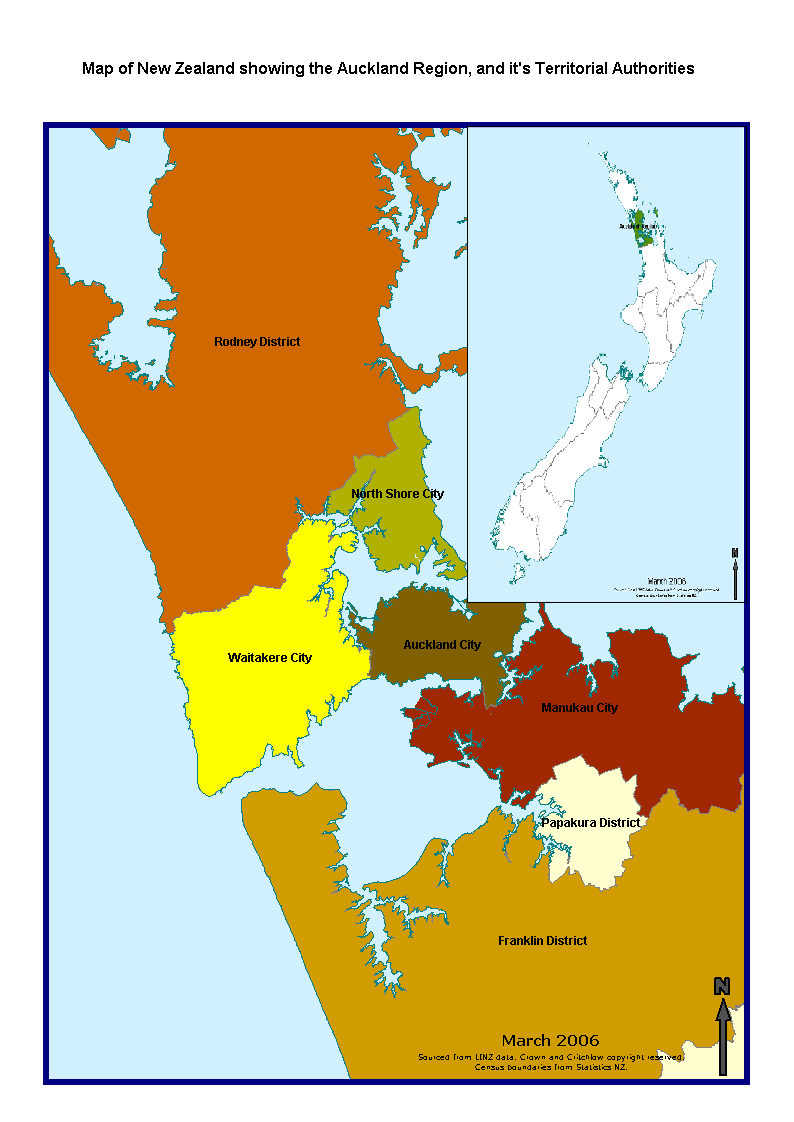 Map of New Zealand showing the Auckland Region, and it's Territorial Authorities
Auckland Region
Rodney District
North Shore City
N
March 2006
Auckland City
Waitakere City
Manukau City
Papakura District
Franklin District
N
March 2006
Sourced from LINZ data. Crown and Critchlow copyright reserved.
Census boundaries from Statistics NZ.